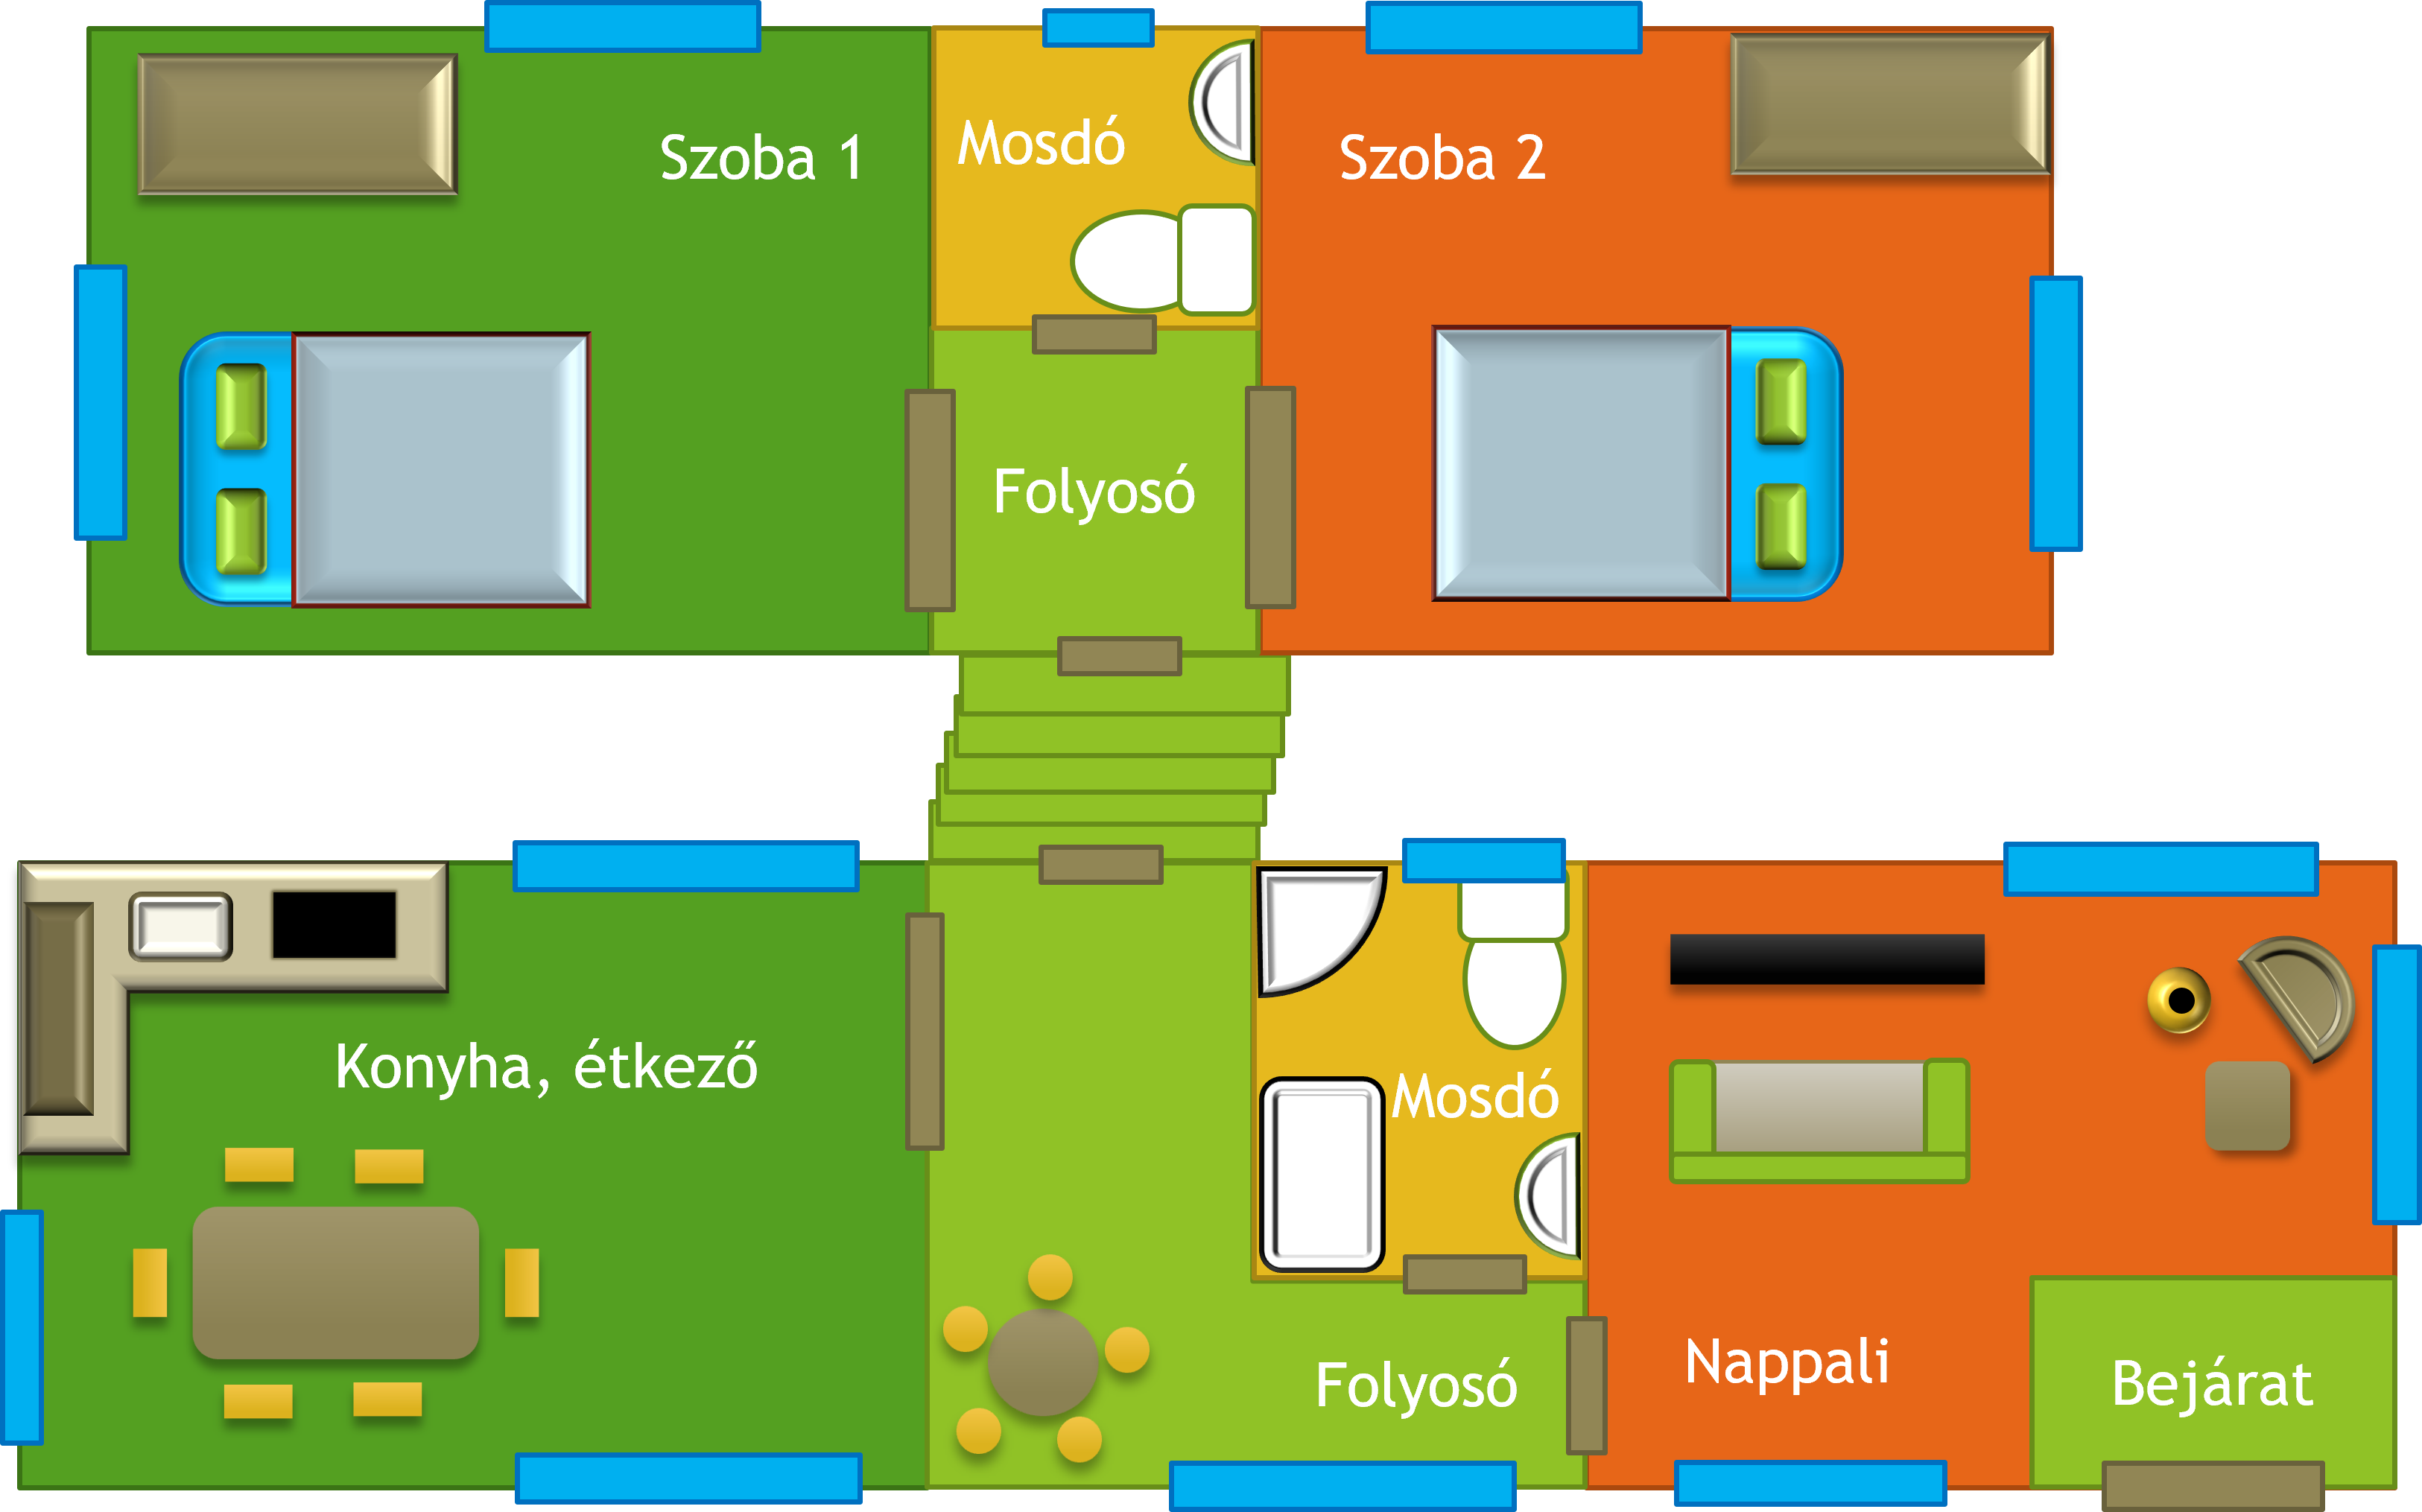 Szoba 1
Mosdó
Szoba 2
Folyosó
Konyha, étkező
Mosdó
Folyosó
Nappali
Bejárat